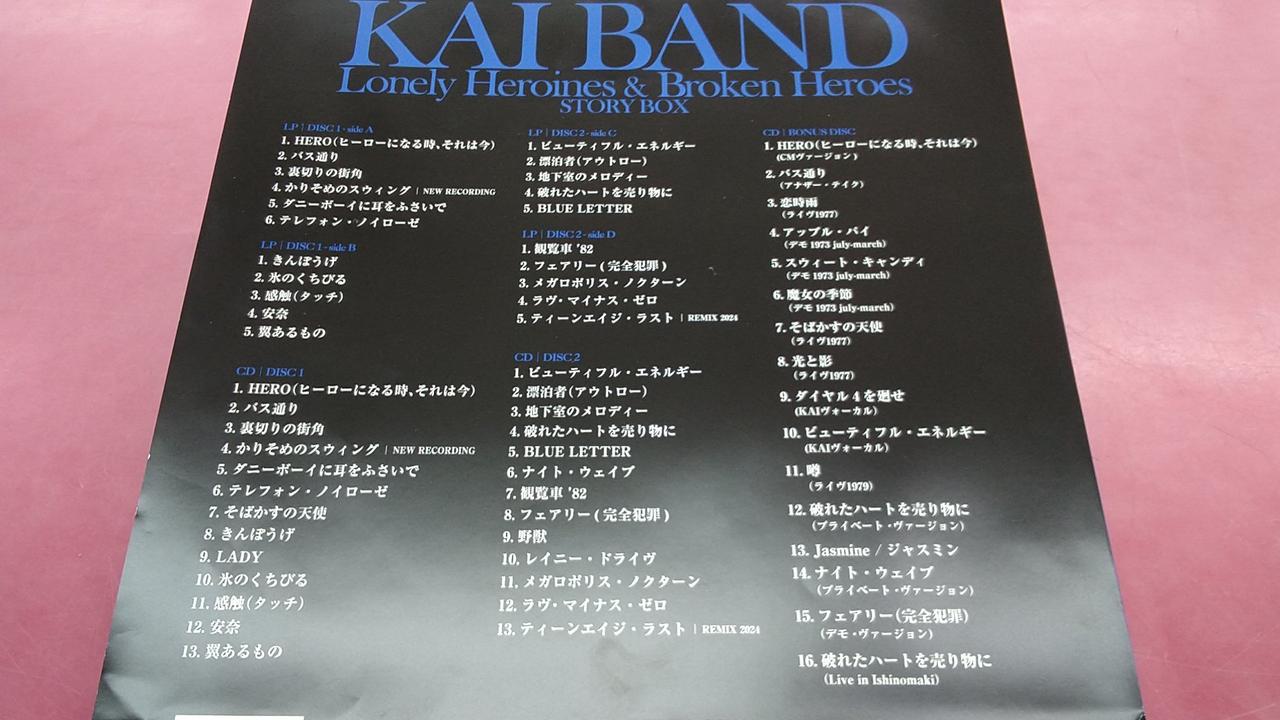 KAI BAND
Lonely Heroines & Broken Heroes
STORY BOX
LP | DISC 1 - side A
1. HERO(ヒーローになる時、それは今)
2. バス通り
3. 裏切りの街角
4. かりそめのスウィング | NEW RECORDING
5. ダニーボーイに耳をふさいで
6. テレフォン・ノイローゼ
LP | DISC 1 - side B
1. きんぽうげ
2. 氷のくちびる
3. 感触(タッチ)
4. 安奈
5. 翼あるもの
CD | DISC 1
1. HERO(ヒーローになる時、それは今)
2. バス通り
3. 裏切りの街角
4. かりそめのスウィング | NEW RECORDING
5. ダニーボーイに耳をふさいで
6. テレフォン・ノイローゼ
7. そばかすの天使
8. きんぽうげ
9. LADY
10. 氷のくちびる
11. 感触(タッチ)
12. 安奈
13. 翼あるもの
LP | DISC 2 - side C
1. ビューティフル・エネルギー
2. 漂泊者(アウトロー)
3. 地下室のメロディー
4. 破れたハートを売り物に
5. BLUE LETTER
LP | DISC 2 - side D
1. 観覧車 '82
2. フェアリー(完全犯罪)
3. メガロポリス・ノクターン
4. ラヴ・マイナス・ゼロ
5. ティーンエイジ・ラスト | REMIX 2024
CD | DISC 2
1. ビューティフル・エネルギー
2. 漂泊者(アウトロー)
3. 地下室のメロディー
4. 破れたハートを売り物に
5. BLUE LETTER
6. ナイト・ウェイブ
7. 観覧車 '82
8. フェアリー(完全犯罪)
9. 野獣
10. レイニー・ドライヴ
11. メガロポリス・ノクターン
12. ラヴ・マイナス・ゼロ
13. ティーンエイジ・ラスト | REMIX 2024
CD | BONUS DISC
1. HERO(ヒーローになる時、それは今)
(CMヴァージョン)
2. バス通り
(アナザー・テイク)
3. 恋時雨
(ライヴ1977)
4. アップル・パイ
(デモ 1973 july-march)
5. スウィート・キャンディ
(デモ 1973 july-march)
6. 魔女の季節
(デモ 1973 july-march)
7. そばかすの天使
(ライヴ1977)
8. 光と影
(ライヴ1977)
9. ダイヤル4を廻せ
(KAIヴォーカル)
10. ビューティフル・エネルギー
(KAIヴォーカル)
11. 噂
(ライヴ1979)
12. 破れたハートを売り物に
(プライベート・ヴァージョン)
13. Jasmine / ジャスミン
14. ナイト・ウェイブ
(プライベート・ヴァージョン)
15. フェアリー(完全犯罪)
(デモ・ヴァージョン)
16. 破れたハートを売り物に
(Live in Ishinomaki)